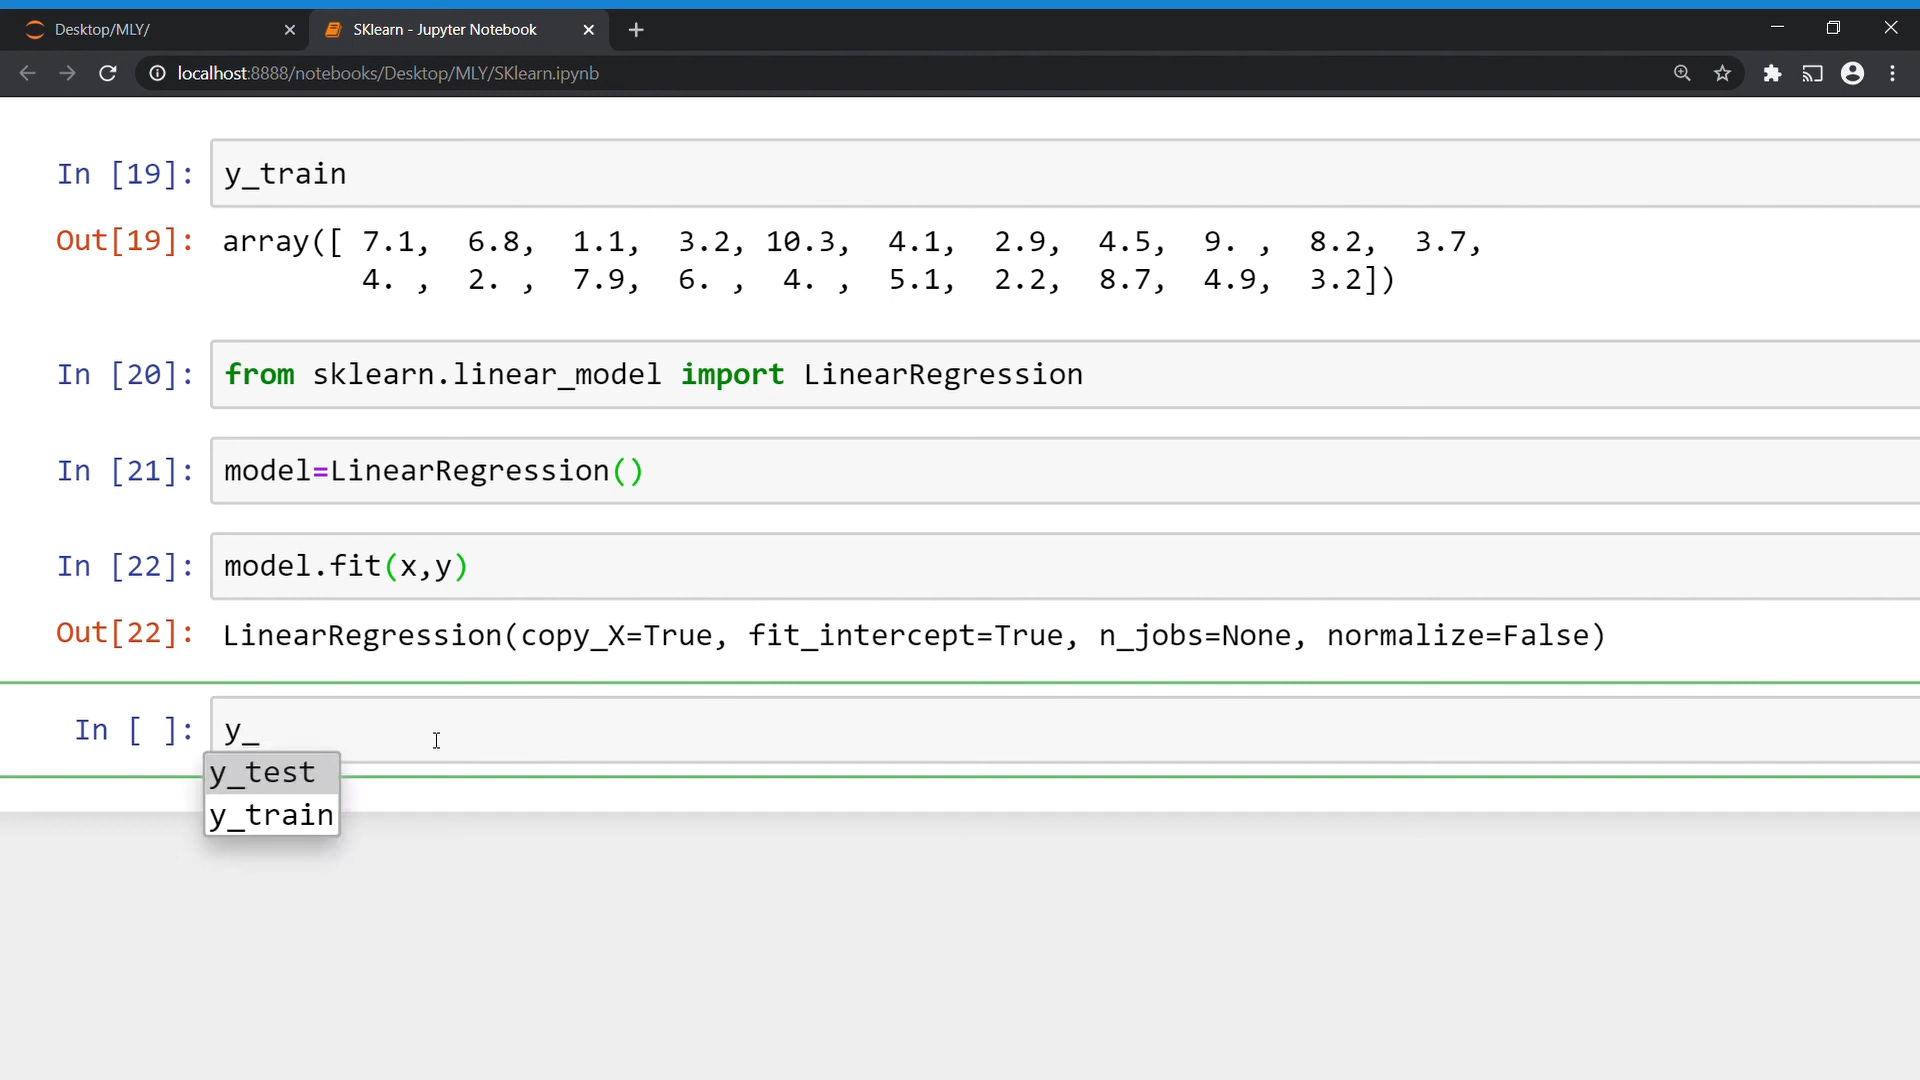 Desktop/MLY/
SKlearn - Jupyter Notebook
localhost:8888/notebooks/Desktop/MLY/SKlearn.ipynb
In [19]: y_train
Out[19]: array([ 7.1,  6.8,  1.1,  3.2, 10.3,  4.1,  2.9,  4.5,  9. ,  8.2,  3.7,
        4. ,  2. ,  7.9,  6. ,  4. ,  5.1,  2.2,  8.7,  4.9,  3.2])
In [20]: from sklearn.linear_model import LinearRegression
In [21]: model=LinearRegression()
In [22]: model.fit(x,y)
Out[22]: LinearRegression(copy_X=True, fit_intercept=True, n_jobs=None, normalize=False)
In [ ]: y_
y_test
y_train